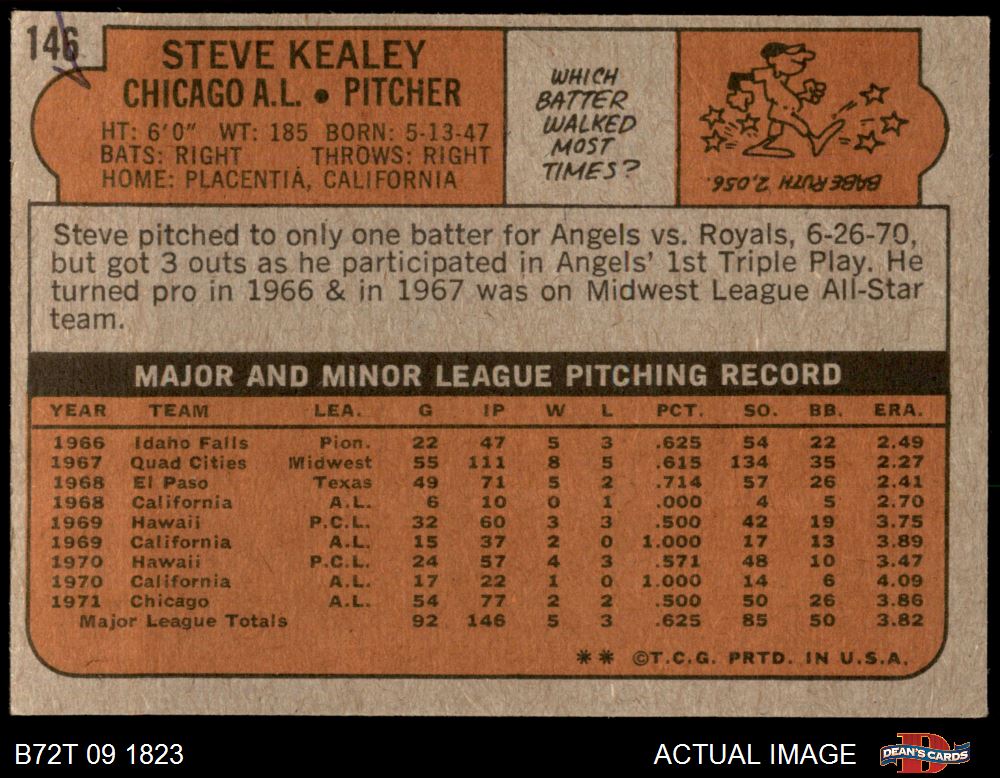 146
STEVE KEALEY
CHICAGO A.L. • PITCHER
HT: 6'0" WT: 185 BORN: 5-13-47
BATS: RIGHT THROWS: RIGHT
HOME: PLACENTIA, CALIFORNIA
WHICH
BATTER
WALKED
MOST
TIMES?
BABE RUTH 2,056.
Steve pitched to only one batter for Angels vs. Royals, 6-26-70,
but got 3 outs as he participated in Angels' 1st Triple Play. He
turned pro in 1966 & in 1967 was on Midwest League All-Star
team.
MAJOR AND MINOR LEAGUE PITCHING RECORD
YEAR TEAM LEA. G IP W L PCT. SO. BB. ERA.
1966 Idaho Falls Pion. 22 47 5 3 .625 54 22 2.49
1967 Quad Cities Midwest 55 111 8 5 .615 134 35 2.27
1968 El Paso Texas 49 71 5 2 .714 57 26 2.41
1968 California A.L. 6 10 0 1 .000 4 5 2.70
1969 Hawaii P.C.L. 32 60 3 3 .500 42 19 3.75
1969 California A.L. 15 37 2 0 1.000 17 13 3.89
1970 Hawaii P.C.L. 24 57 4 3 .571 48 10 3.47
1970 California A.L. 17 22 1 0 1.000 14 6 4.09
1971 Chicago A.L. 54 77 2 2 .500 50 26 3.86
Major League Totals 92 146 5 3 .625 85 50 3.82
** ©T.C.G. PRTD. IN U.S.A.
B72T 09 1823
ACTUAL IMAGE
DEAN'S CARDS